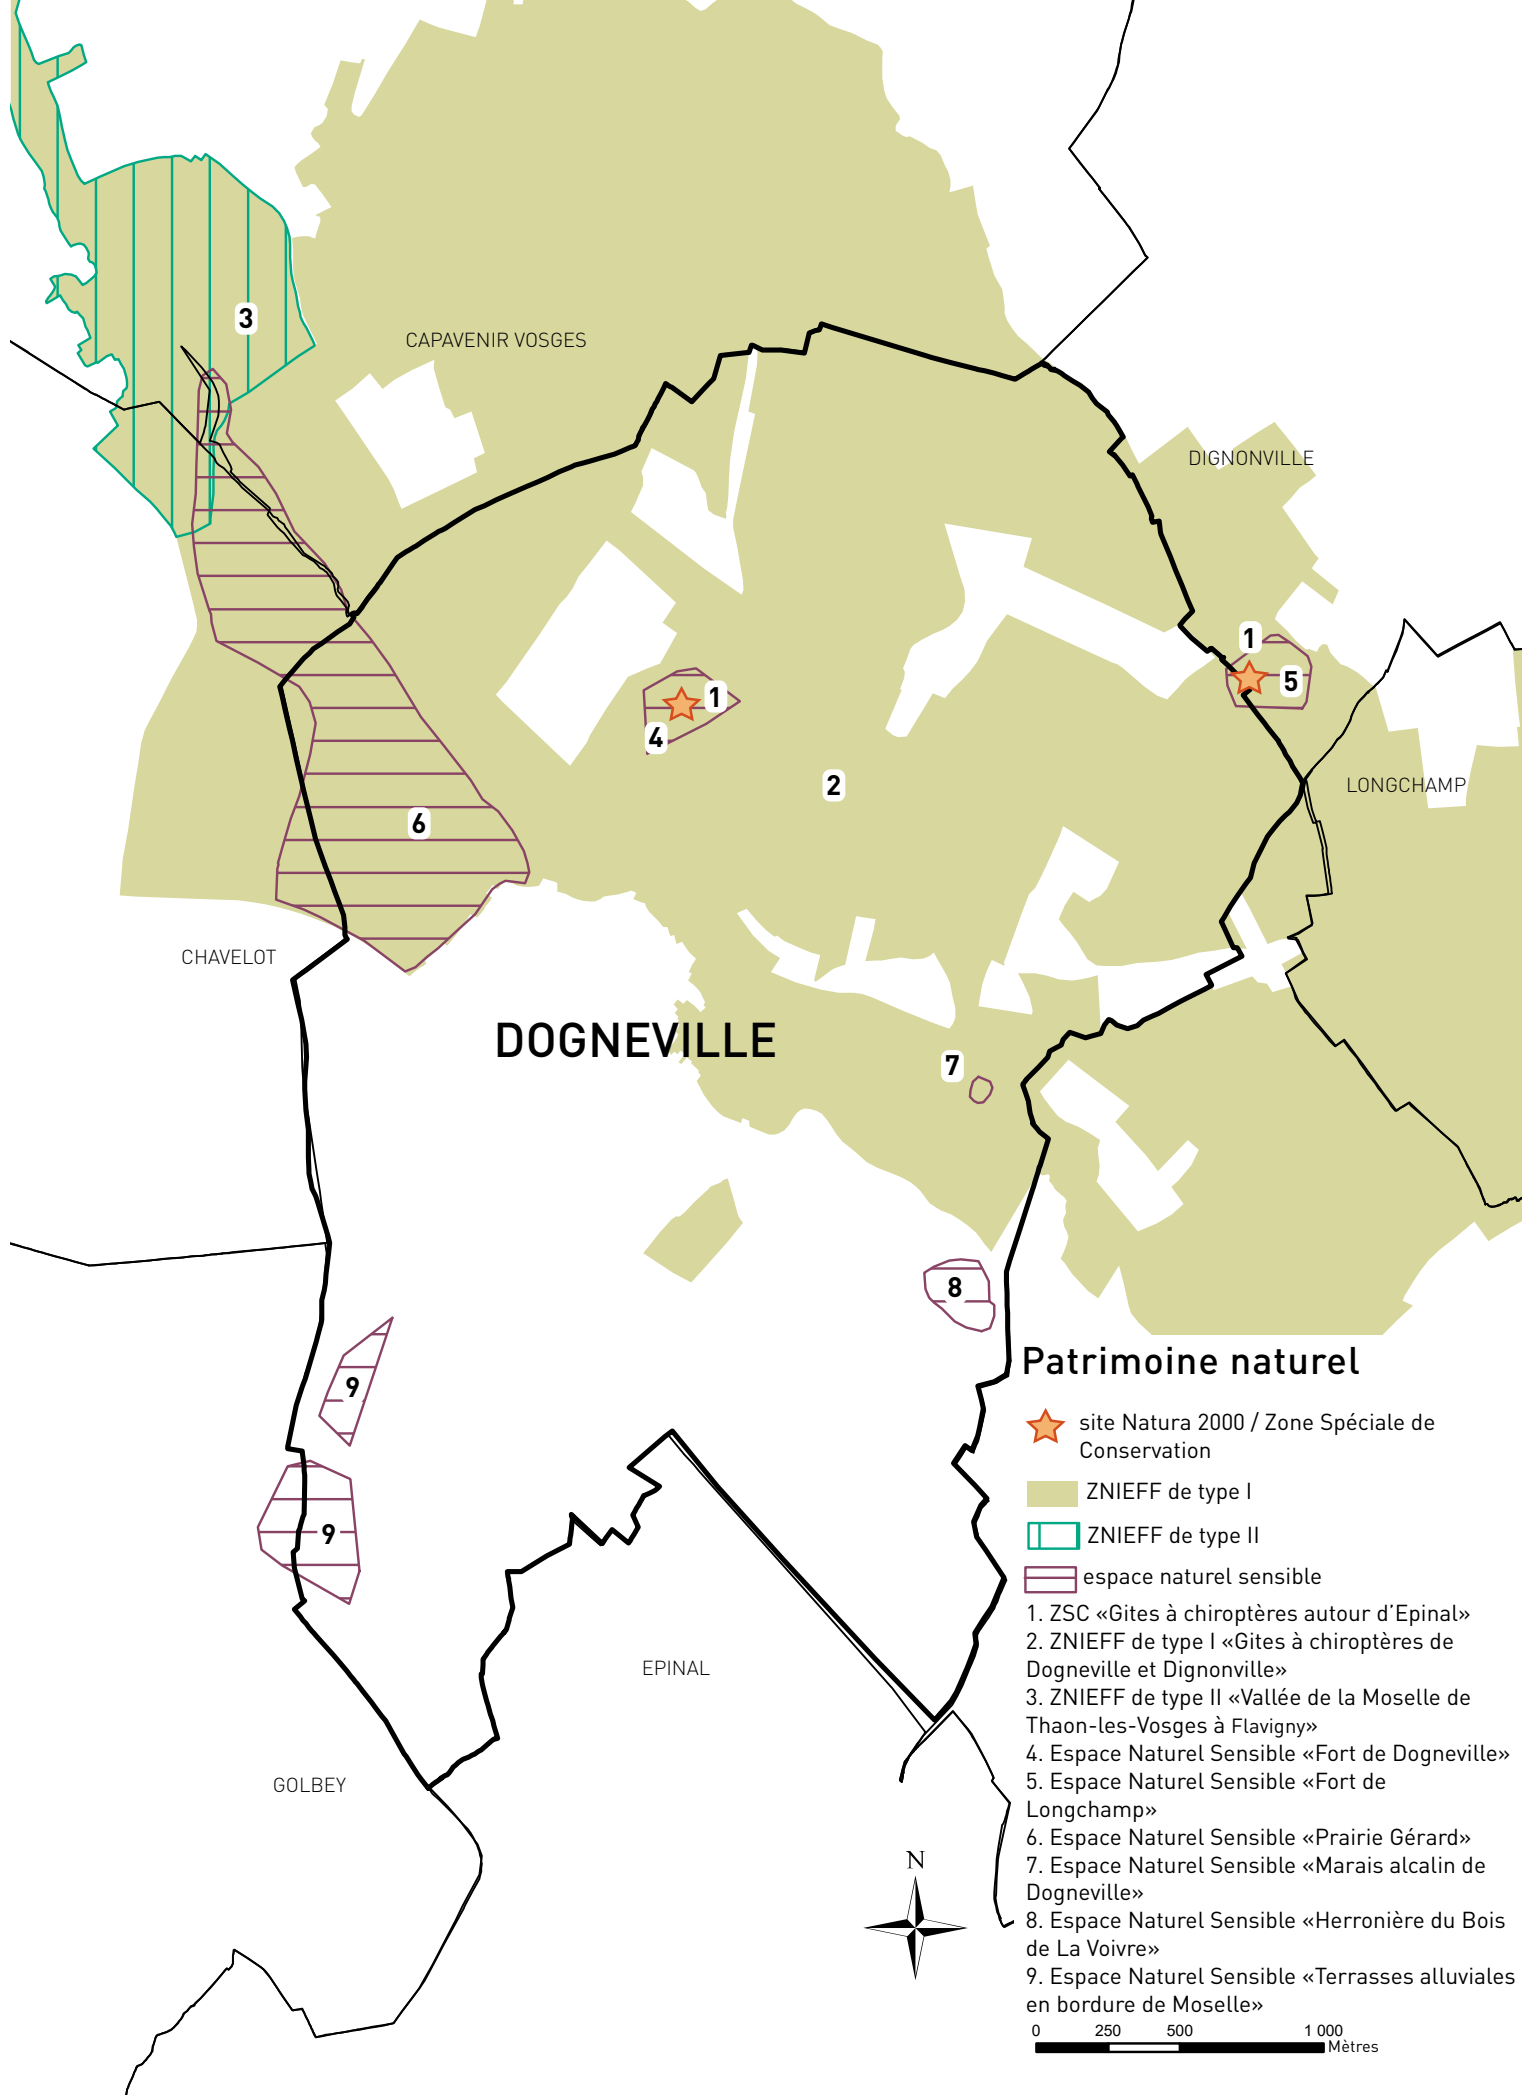 3
CAPAVENIR VOSGES
DIGNONVILLE
1
5
1
4
2
LONGCHAMP
6
CHAVELOT
DOGNEVILLE
7
8
9
9
EPINAL
GOLBEY
N
Patrimoine naturel
site Natura 2000 / Zone Spéciale de
Conservation
ZNIEFF de type I
ZNIEFF de type II
espace naturel sensible
1. ZSC «Gites à chiroptères autour d'Epinal»
2. ZNIEFF de type I «Gites à chiroptères de
Dogneville et Dignonville»
3. ZNIEFF de type II «Vallée de la Moselle de
Thaon-les-Vosges à Flavigny»
4. Espace Naturel Sensible «Fort de Dogneville»
5. Espace Naturel Sensible «Fort de
Longchamp»
6. Espace Naturel Sensible «Prairie Gérard»
7. Espace Naturel Sensible «Marais alcalin de
Dogneville»
8. Espace Naturel Sensible «Herronière du Bois
de La Voivre»
9. Espace Naturel Sensible «Terrasses alluviales
en bordure de Moselle»
0 250 500 1 000
Mètres